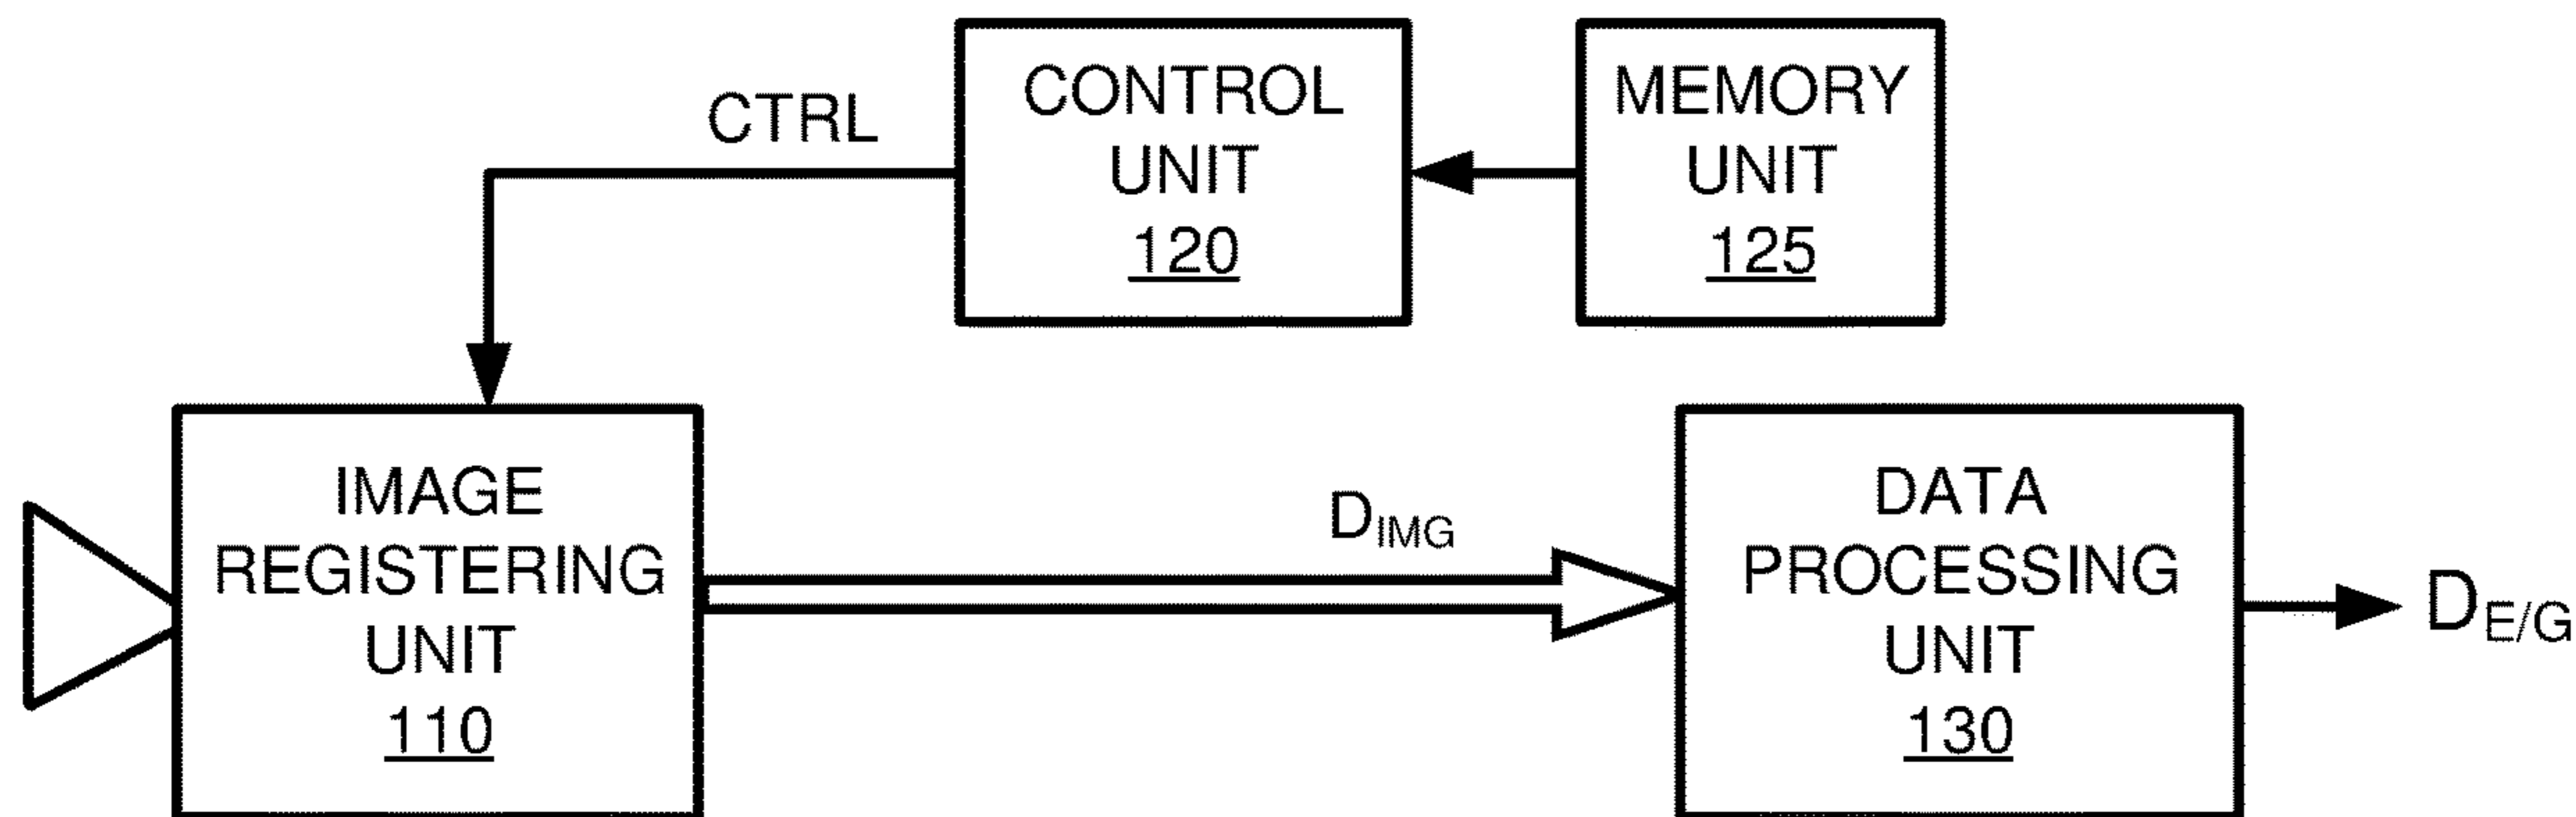 CTRL
CONTROL
UNIT
120
MEMORY
UNIT
125
IMAGE
REGISTERING
UNIT
110
DIMG
DATA
PROCESSING
UNIT
130
DE/G